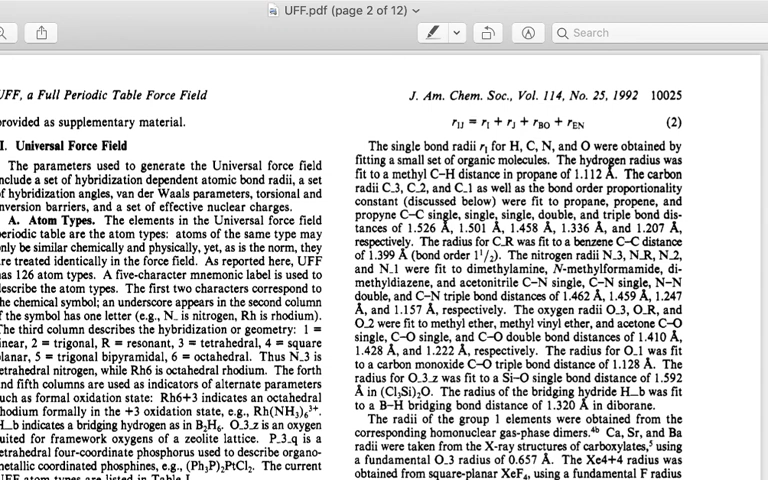 UFF.pdf (page 2 of 12)
Search
UFF, a Full Periodic Table Force Field
provided as supplementary material.
II. Universal Force Field
The parameters used to generate the Universal force field
include a set of hybridization dependent atomic bond radii, a set
of hybridization angles, van der Waals parameters, torsional and
inversion barriers, and a set of effective nuclear charges.
A. Atom Types. The elements in the Universal force field
periodic table are the atom types: atoms of the same type may
only be similar chemically and physically, yet, as is the norm, they
are treated identically in the force field. As reported here, UFF
has 126 atom types. A five-character mnemonic label is used to
describe the atom types. The first two characters correspond to
the chemical symbol; an underscore appears in the second column
if the symbol has one letter (e.g., N_ is nitrogen, Rh is rhodium).
The third column describes the hybridization or geometry: 1 =
linear, 2 = trigonal, R = resonant, 3 = tetrahedral, 4 = square
planar, 5 = trigonal bipyramidal, 6 = octahedral. Thus N_3 is
tetrahedral nitrogen, while Rh6 is octahedral rhodium. The forth
and fifth columns are used as indicators of alternate parameters
such as formal oxidation state: Rh6+3 indicates an octahedral
rhodium formally in the +3 oxidation state, e.g., Rh(NH₃)₆³⁺.
H_b indicates a bridging hydrogen as in B₂H₆. O_3_z is an oxygen
suited for framework oxygens of a zeolite lattice. P_3_q is a
tetrahedral four-coordinate phosphorus used to describe organo-
metallic coordinated phosphines, e.g., (Ph₃P)₂PtCl₂. The current
UFF atom types are listed in Table I.
J. Am. Chem. Soc., Vol. 114, No. 25, 1992 10025
r_IJ = r_I + r_J + r_BO + r_EN (2)
The single bond radii r_I for H, C, N, and O were obtained by
fitting a small set of organic molecules. The hydrogen radius was
fit to a methyl C–H distance in propane of 1.112 Å. The carbon
radii C_3, C_2, and C_1 as well as the bond order proportionality
constant (discussed below) were fit to propane, propene, and
propyne C–C single, single, single, double, and triple bond dis-
tances of 1.526 Å, 1.501 Å, 1.458 Å, 1.336 Å, and 1.207 Å,
respectively. The radius for C_R was fit to a benzene C–C distance
of 1.399 Å (bond order 1¹/₂). The nitrogen radii N_3, N_R, N_2,
and N_1 were fit to dimethylamine, N-methylformamide, di-
methyldiazene, and acetonitrile C–N single, C–N single, N–N
double, and C–N triple bond distances of 1.462 Å, 1.459 Å, 1.247
Å, and 1.157 Å, respectively. The oxygen radii O_3, O_R, and
O_2 were fit to methyl ether, methyl vinyl ether, and acetone C–O
single, C–O single, and C–O double bond distances of 1.410 Å,
1.428 Å, and 1.222 Å, respectively. The radius for O_1 was fit
to a carbon monoxide C–O triple bond distance of 1.128 Å. The
radius for O_3_z was fit to a Si–O single bond distance of 1.592
Å in (Cl₃Si)₂O. The radius of the bridging hydride H_b was fit
to a B–H bridging bond distance of 1.320 Å in diborane.
The radii of the group 1 elements were obtained from the
corresponding homonuclear gas-phase dimers.⁴ᵇ Ca, Sr, and Ba
radii were taken from the X-ray structures of carboxylates,⁵ using
a fundamental O_3 radius of 0.657 Å. The Xe4+4 radius was
obtained from square-planar XeF₄, using a fundamental F radius